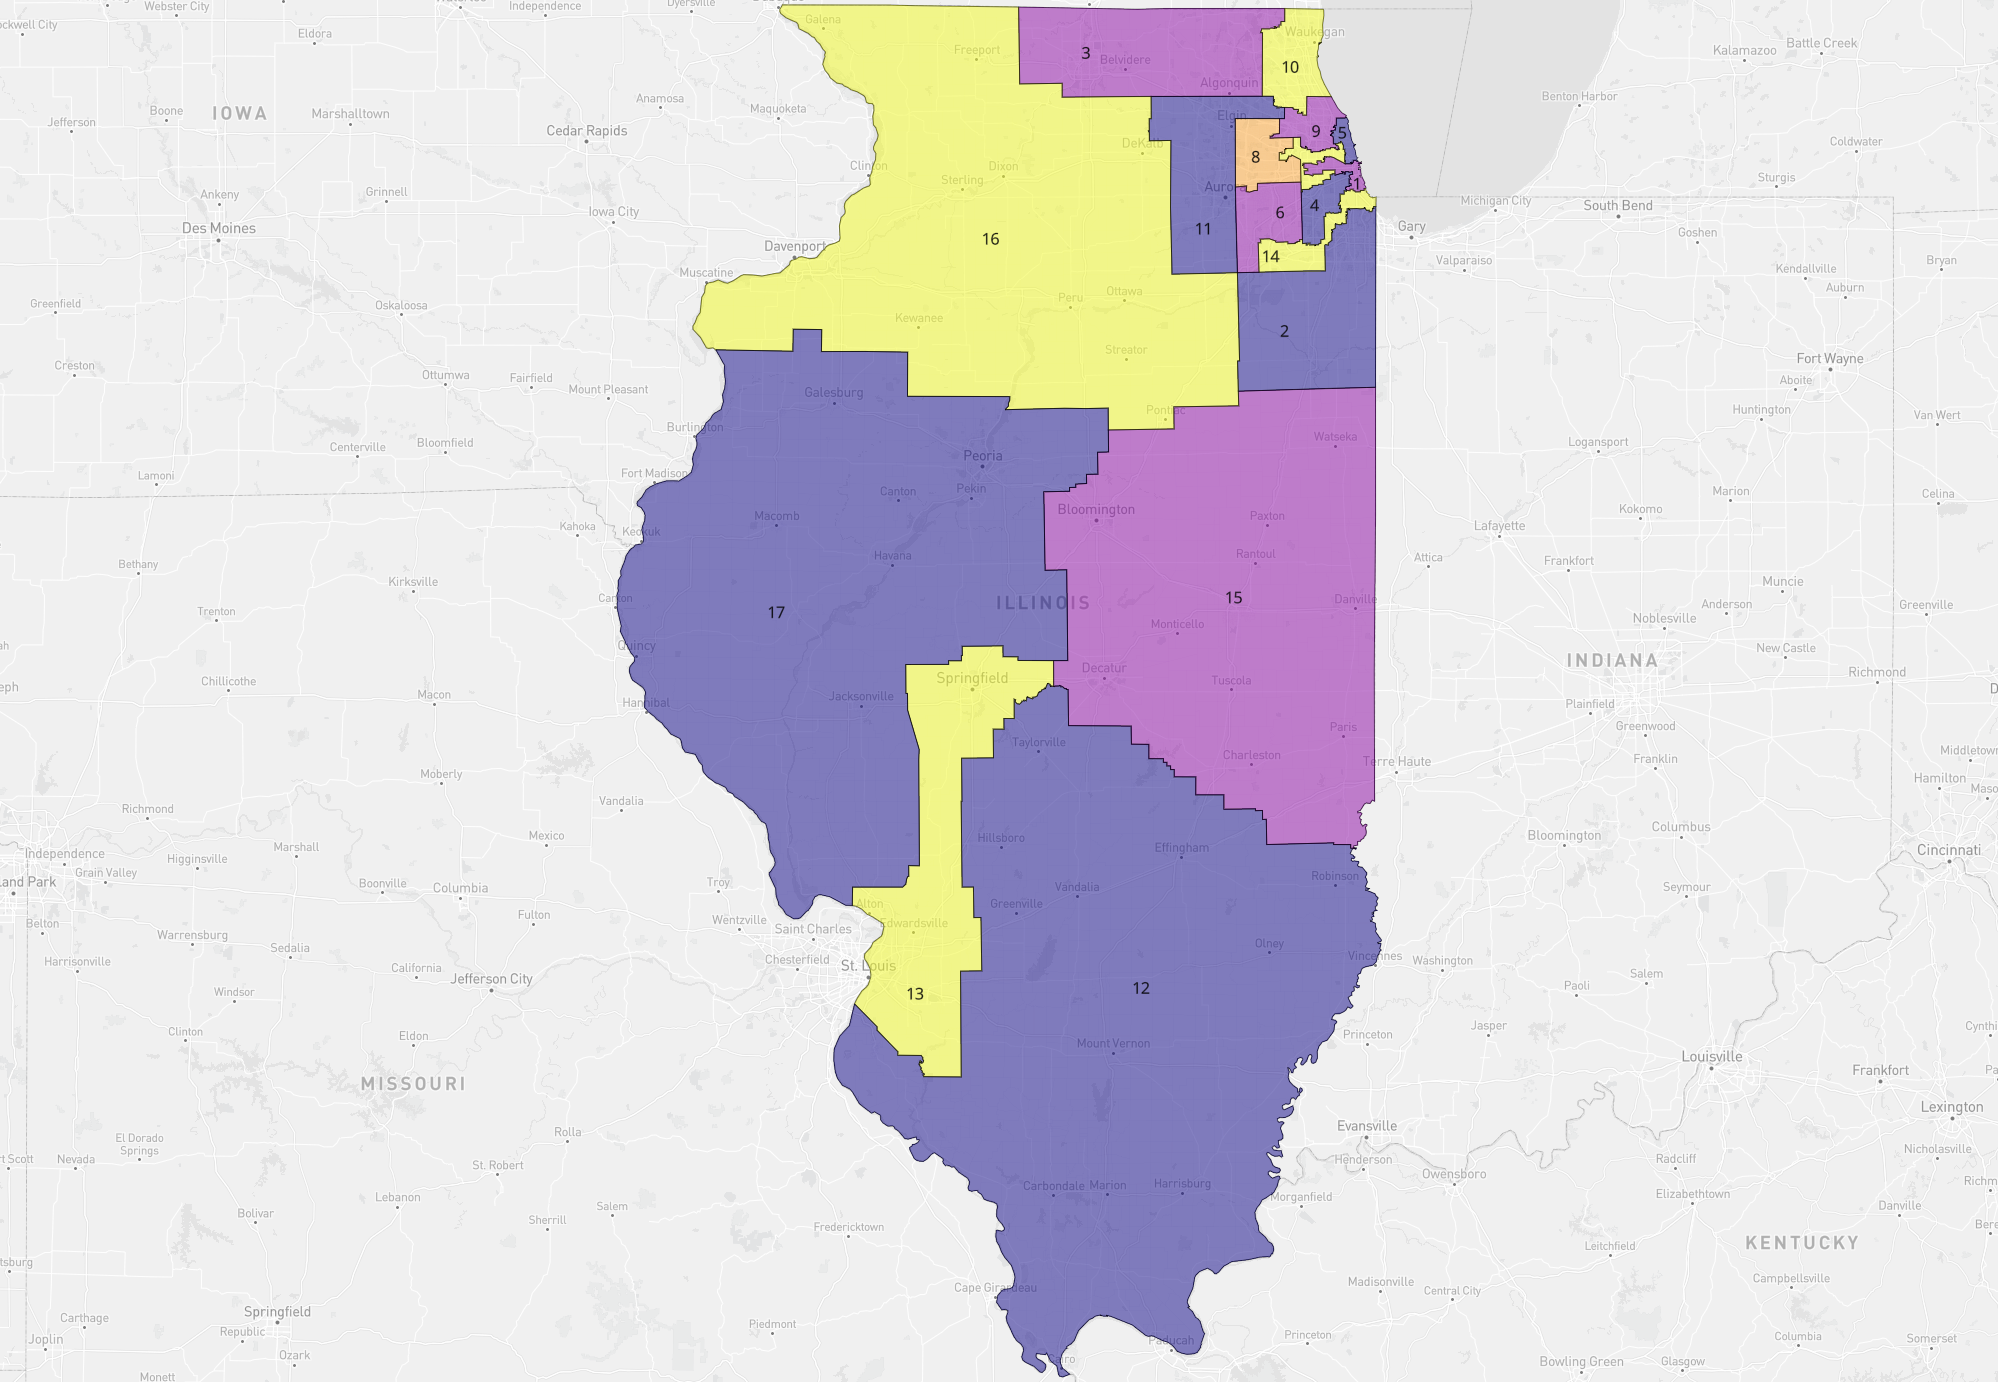 Webster City
Independence
Dyersville
Rockwell City
Eldora
Galena
Waukegan
Kalamazoo
Battle Creek
Freeport
3
Belvidere
10
Algonquin
IOWA
Boone
Marshalltown
Anamosa
Maquoketa
Benton Harbor
Jefferson
Cedar Rapids
Elgin
9
5
Coldwater
DeKalb
8
Clinton
Dixon
Sterling
Ankeny
Grinnell
Aurora
1
Sturgis
Iowa City
6
4
Michigan City
South Bend
Des Moines
11
Gary
Goshen
Davenport
16
14
Valparaiso
Bryan
Muscatine
Kendallville
Auburn
Greenfield
Oskaloosa
Peru
Ottawa
Kewanee
2
Streator
Fort Wayne
Creston
Ottumwa
Fairfield
Mount Pleasant
Aboite
Galesburg
Pontiac
Huntington
Van Wert
Burlington
Watseka
Centerville
Bloomfield
Logansport
Peoria
Lamoni
Fort Madison
Canton
Pekin
Marion
Celina
Bloomington
Macomb
Paxton
Kokomo
Kahoka
Keokuk
Lafayette
Havana
Rantoul
Attica
Frankfort
Bethany
Kirksville
Muncie
Canton
ILLINOIS
15
Danville
Trenton
17
Anderson
Greenville
Monticello
Noblesville
Quincy
New Castle
INDIANA
Decatur
Richmond
Chillicothe
Springfield
Tuscola
Macon
Jacksonville
Hannibal
Plainfield
Greenwood
Paris
Taylorville
Charleston
Middletown
Terre Haute
Franklin
Moberly
Hamilton
Vandalia
Richmond
Mexico
Hillsboro
Bloomington
Columbus
Marshall
Effingham
Cincinnati
Independence
Higginsville
Grain Valley
Robinson
Boonville
Columbia
Troy
Vandalia
Seymour
Alton
Greenville
Belton
Fulton
Wentzville
Edwardsville
Saint Charles
Warrensburg
Sedalia
Olney
Chesterfield
St. Louis
Vincennes
Washington
Harrisonville
California
Jefferson City
Salem
13
12
Windsor
Paoli
Clinton
Eldon
Princeton
Jasper
Mount Vernon
Louisville
Frankfort
MISSOURI
Lexington
Evansville
El Dorado
Springs
Rolla
Nicholasville
Nevada
St. Robert
Henderson
Radcliff
Owensboro
Carbondale
Marion
Harrisburg
Lebanon
Morganfield
Elizabethtown
Danville
Bolivar
Salem
Sherrill
Fredericktown
KENTUCKY
Leitchfield
Cape Girardeau
Madisonville
Central City
Campbellsville
Springfield
Carthage
Piedmont
Republic
Princeton
Joplin
Paducah
Columbia
Somerset
Ozark
Cairo
Bowling Green
Glasgow
Monett